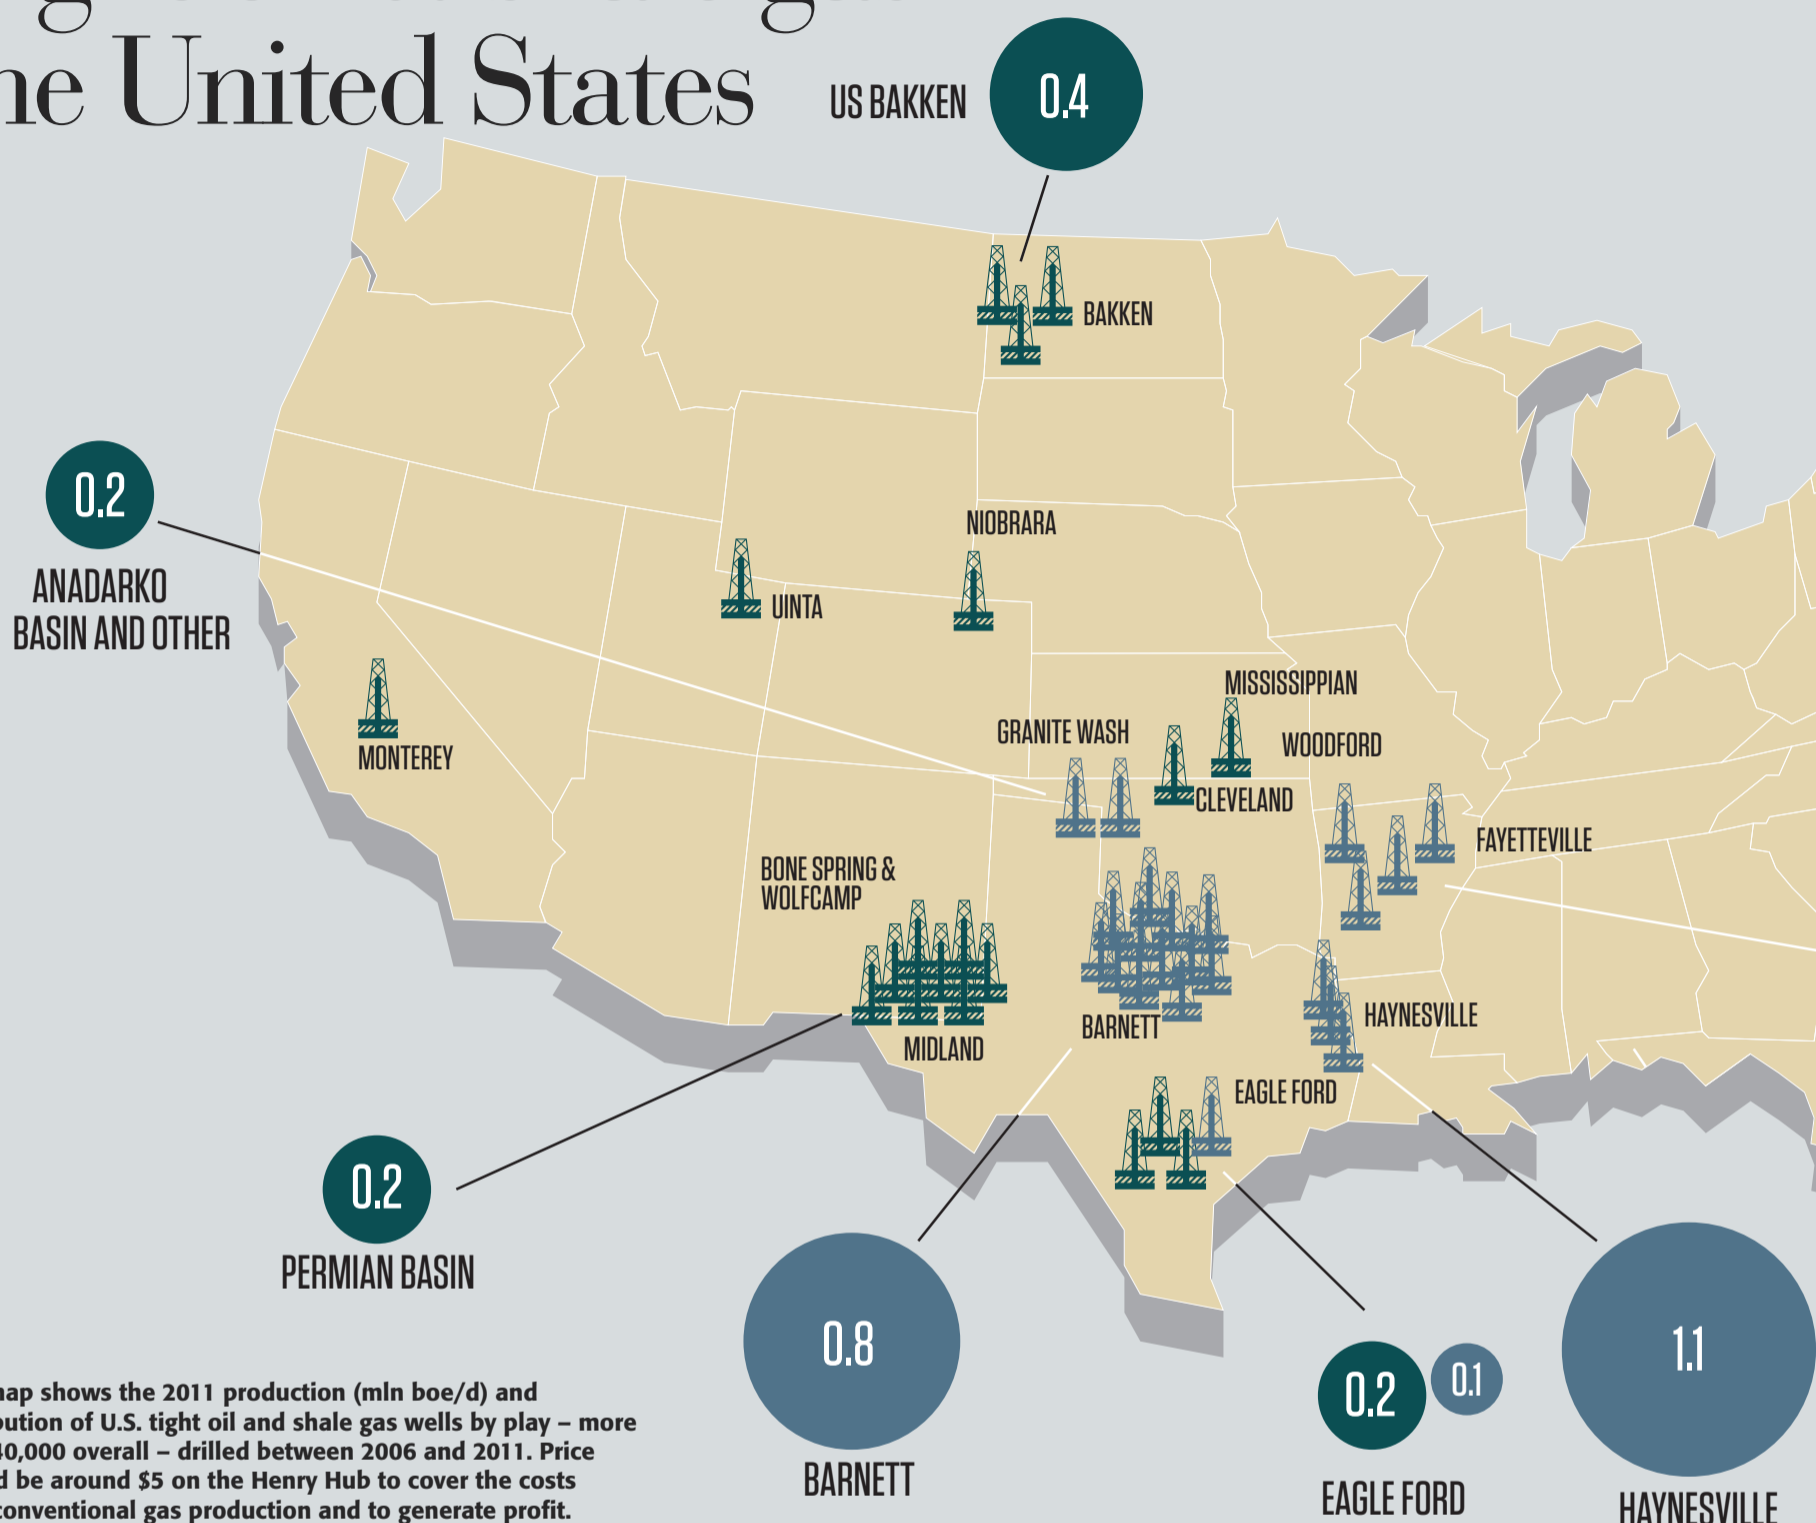 he United States
US BAKKEN
0.4
BAKKEN
0.2
ANADARKO
BASIN AND OTHER
NIOBRARA
UINTA
MONTEREY
MISSISSIPPIAN
GRANITE WASH
WOODFORD
CLEVELAND
FAYETTEVILLE
BONE SPRING &
WOLFCAMP
BARNETT
HAYNESVILLE
MIDLAND
EAGLE FORD
0.2
PERMIAN BASIN
0.8
BARNETT
0.2
0.1
EAGLE FORD
1.1
HAYNESVILLE
map shows the 2011 production (mln boe/d) and
bution of U.S. tight oil and shale gas wells by play – more
40,000 overall – drilled between 2006 and 2011. Price
d be around $5 on the Henry Hub to cover the costs
conventional gas production and to generate profit.